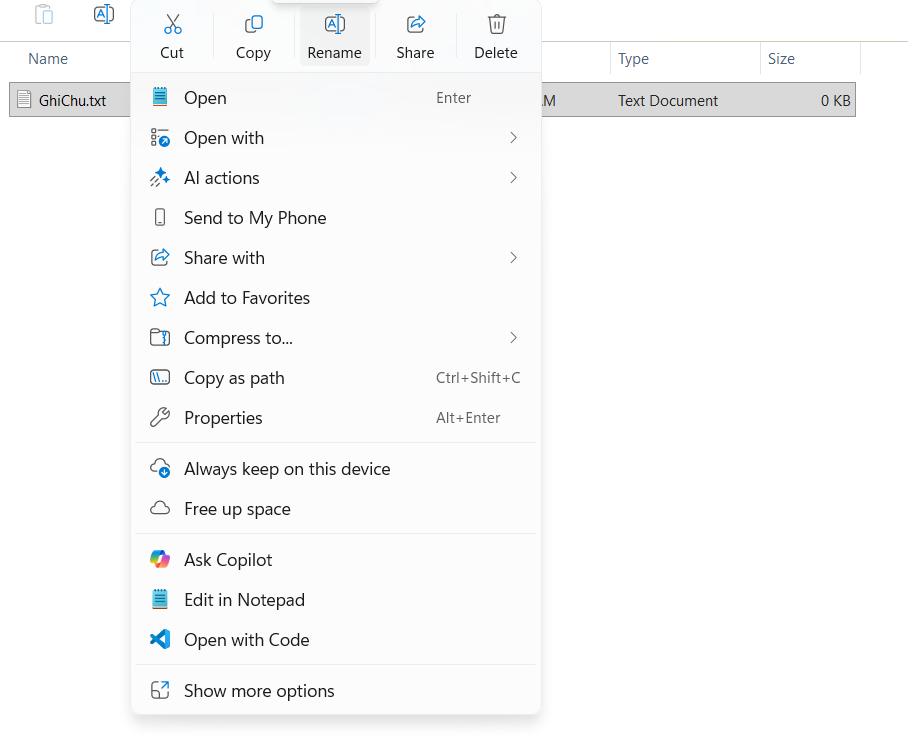 Cut Copy Rename Share Delete
Name Type Size
GhiChu.txt M Text Document 0 KB
Open Enter
Open with
AI actions
Send to My Phone
Share with
Add to Favorites
Compress to...
Copy as path Ctrl+Shift+C
Properties Alt+Enter
Always keep on this device
Free up space
Ask Copilot
Edit in Notepad
Open with Code
Show more options